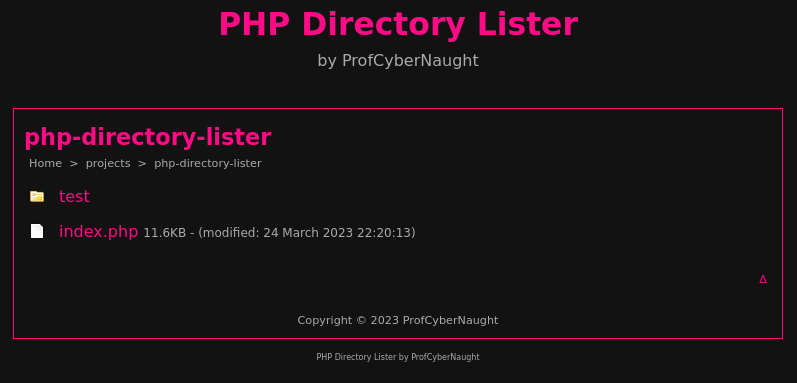 PHP Directory Lister
by ProfCyberNaught
php-directory-lister
Home > projects > php-directory-lister
test
index.php 11.6KB - (modified: 24 March 2023 22:20:13)
Δ
Copyright © 2023 ProfCyberNaught
PHP Directory Lister by ProfCyberNaught